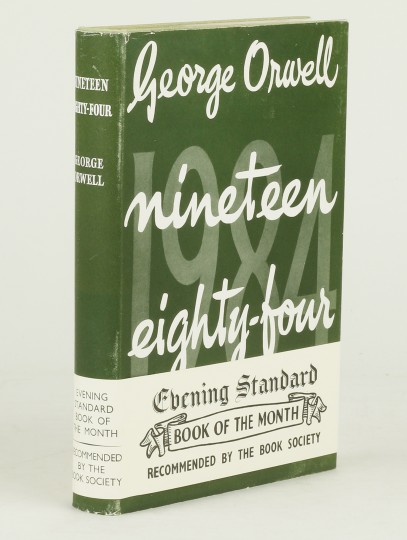 NINETEEN
EIGHTY-FOUR
GEORGE
ORWELL
EVENING
STANDARD
BOOK OF
THE MONTH
RECOMMENDED
BY THE
BOOK SOCIETY
George Orwell
1984
nineteen
eighty-four
Evening Standard
BOOK OF THE MONTH
RECOMMENDED BY THE BOOK SOCIETY